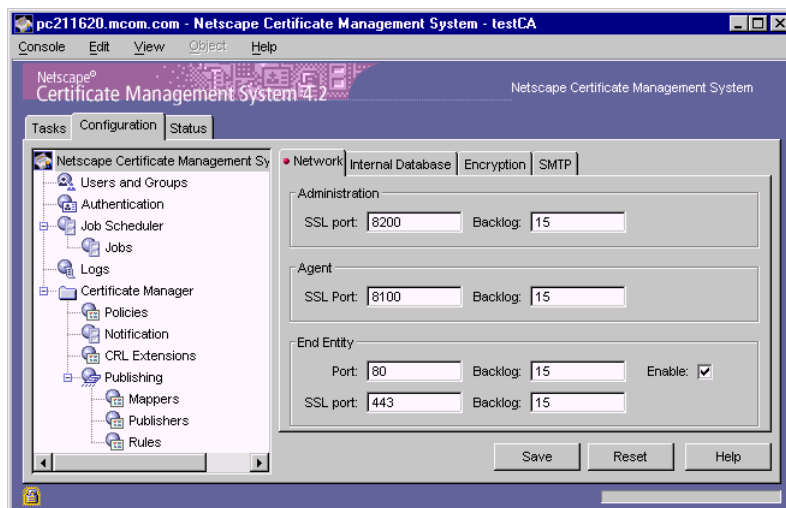 pc211620.mcom.com - Netscape Certificate Management System - testCA
Console Edit View Object Help
Netscape®
Certificate Management System 4.2
Netscape Certificate Management System
Tasks Configuration Status
Netscape Certificate Management Sy
Users and Groups
Authentication
Job Scheduler
Jobs
Logs
Certificate Manager
Policies
Notification
CRL Extensions
Publishing
Mappers
Publishers
Rules
Network Internal Database Encryption SMTP
Administration
SSL port: 8200 Backlog: 15
Agent
SSL Port: 8100 Backlog: 15
End Entity
Port: 80 Backlog: 15 Enable:
SSL port: 443 Backlog: 15
Save Reset Help